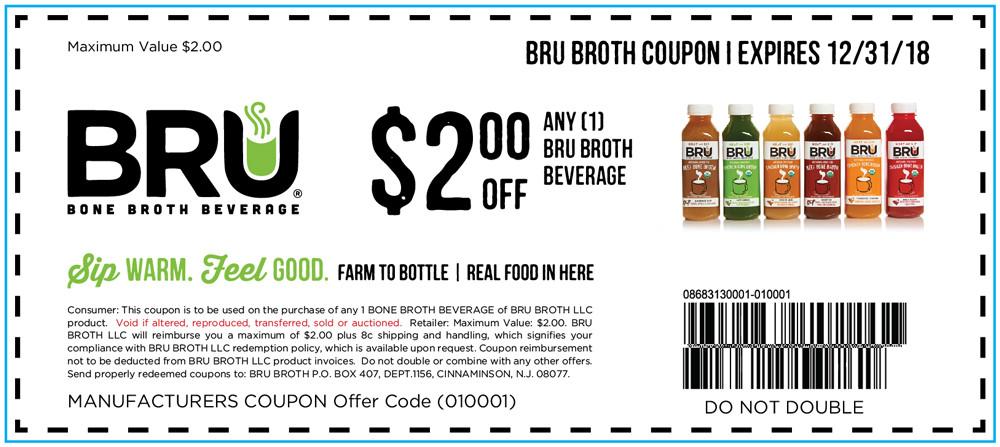 Maximum Value $2.00
BRU BROTH COUPON | EXPIRES 12/31/18
BRU®
BONE BROTH BEVERAGE
$2.00 OFF
ANY (1)
BRU BROTH
BEVERAGE
BRU BRU BRU BRU BRU BRU
Sip WARM. Feel GOOD. FARM TO BOTTLE | REAL FOOD IN HERE
Consumer: This coupon is to be used on the purchase of any 1 BONE BROTH BEVERAGE of BRU BROTH LLC
product. Void if altered, reproduced, transferred, sold or auctioned. Retailer: Maximum Value: $2.00. BRU
BROTH LLC will reimburse you a maximum of $2.00 plus 8c shipping and handling, which signifies your
compliance with BRU BROTH LLC redemption policy, which is available upon request. Coupon reimbursement
not to be deducted from BRU BROTH LLC product invoices. Do not double or combine with any other offers.
Send properly redeemed coupons to: BRU BROTH P.O. BOX 407, DEPT.1156, CINNAMINSON, N.J. 08077.
MANUFACTURERS COUPON Offer Code (010001)
08683130001-010001
DO NOT DOUBLE